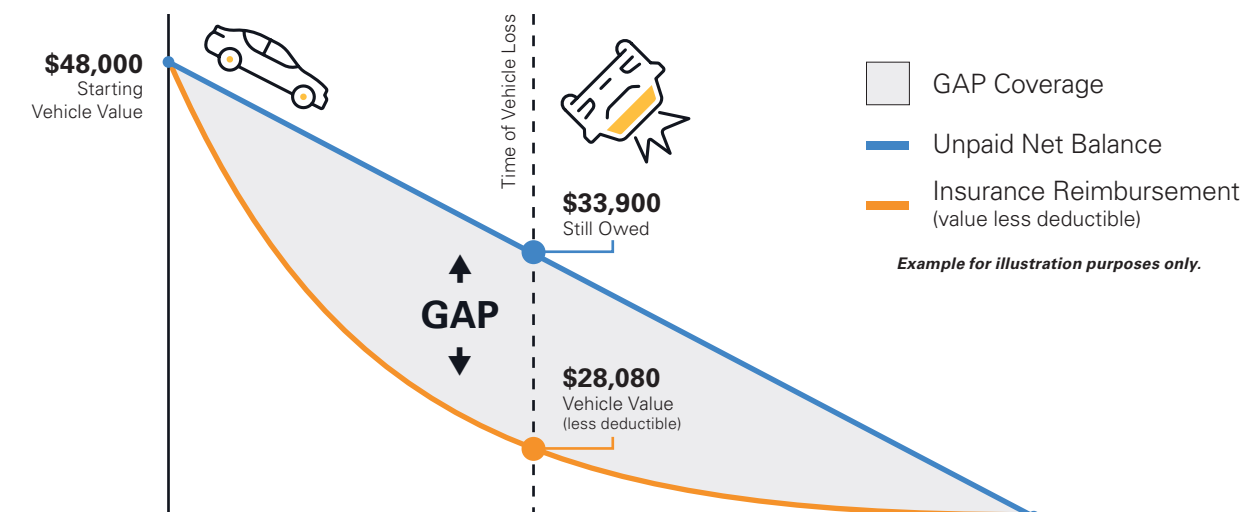 $48,000
Starting
Vehicle Value
Time of Vehicle Loss
$33,900
Still Owed
GAP
$28,080
Vehicle Value
(less deductible)
GAP Coverage
Unpaid Net Balance
Insurance Reimbursement
(value less deductible)
Example for illustration purposes only.